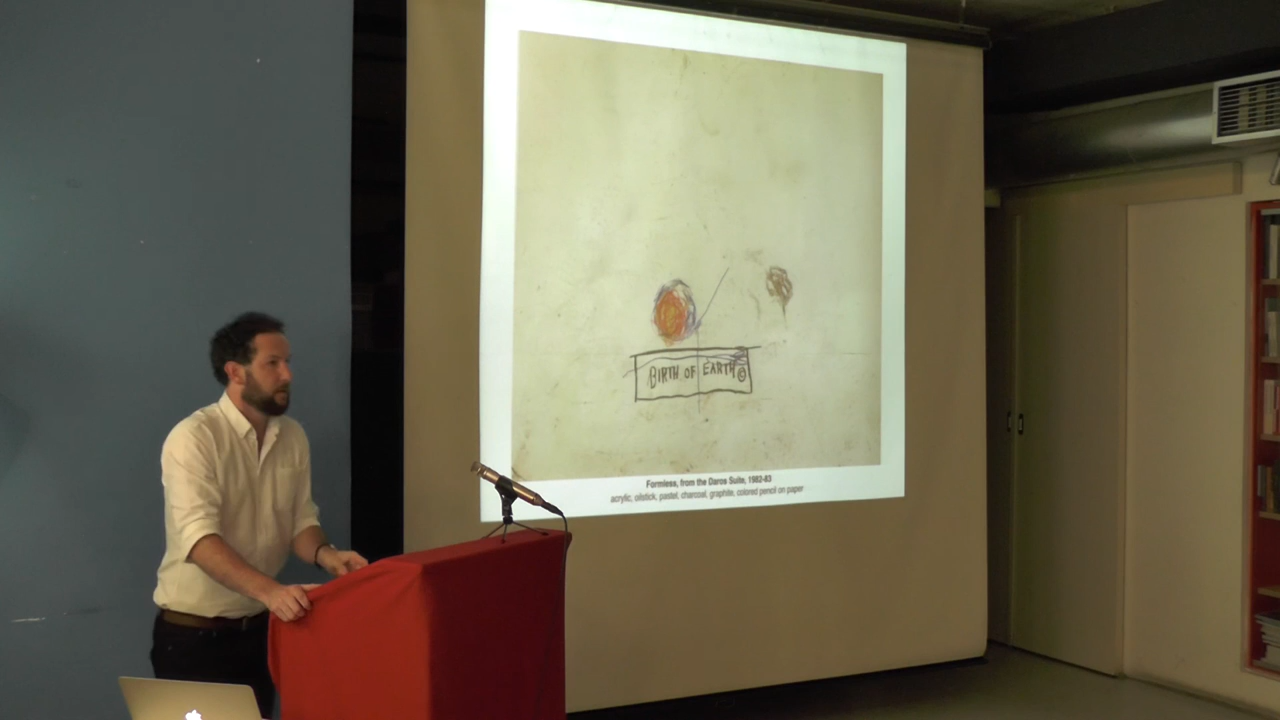 BIRTH OF EARTH©
Formless, from the Daros Suite, 1982-83
acrylic, oilstick, pastel, charcoal, graphite, colored pencil on paper